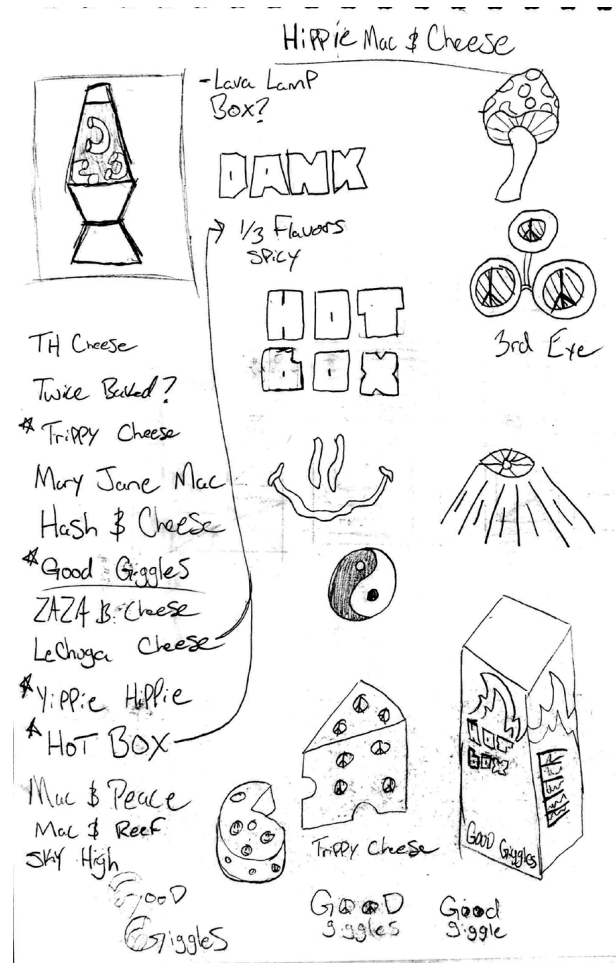 Hippie Mac $ Cheese
- Lava Lamp
Box?
DANK
1/3 Flavors
SPicy
HOT
BOX
3rd Eye
TH Cheese
Twice Baked?
Trippy Cheese
Mary Jane Mac
Hash $ Cheese
Good Giggles
ZAZA $ Cheese
LeChuga Cheese
Yippie Hippie
HOT BOX
Mac $ Peace
Mac $ Reef
SKY High
Trippy Cheese
HOT
BOX
GOOD Giggles
GOOD
Giggles
GOOD
giggles
Good
giggle